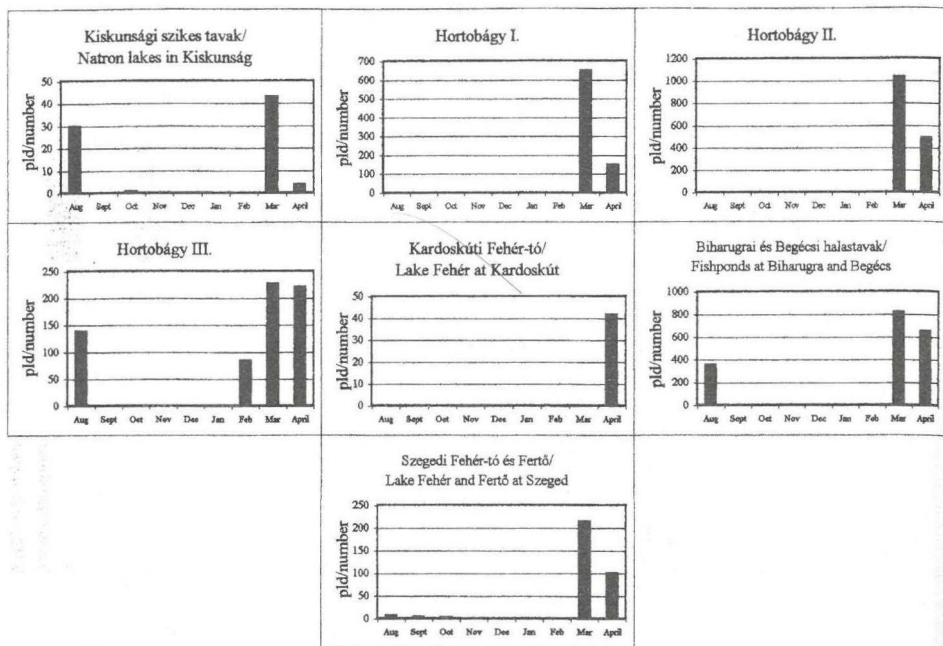 Kiskunsági szikes tavak/
Natron lakes in Kiskunság
pld/number
50
40
30
20
10
0
Aug Sept Oct Nov Dec Jan Feb Mar April
Hortobágy I.
pld/number
700
600
500
400
300
200
100
0
Aug Sept Oct Nov Dec Jan Feb Mar April
Hortobágy II.
pld/number
1200
1000
800
600
400
200
0
Aug Sept Oct Nov Dec Jan Feb Mar April
Hortobágy III.
pld/number
250
200
150
100
50
0
Aug Sept Oct Nov Dec Jan Feb Mar April
Kardoskúti Fehér-tó/
Lake Fehér at Kardoskút
pld/number
50
40
30
20
10
0
Aug Sept Oct Nov Dec Jan Feb Mar April
Biharugrai és Begécsi halastavak/
Fishponds at Biharugra and Begécs
pld/number
1000
800
600
400
200
0
Aug Sept Oct Nov Dec Jan Feb Mar April
Szegedi Fehér-tó és Fertő/
Lake Fehér and Fertő at Szeged
pld/number
250
200
150
100
50
0
Aug Sept Oct Nov Dec Jan Feb Mar April